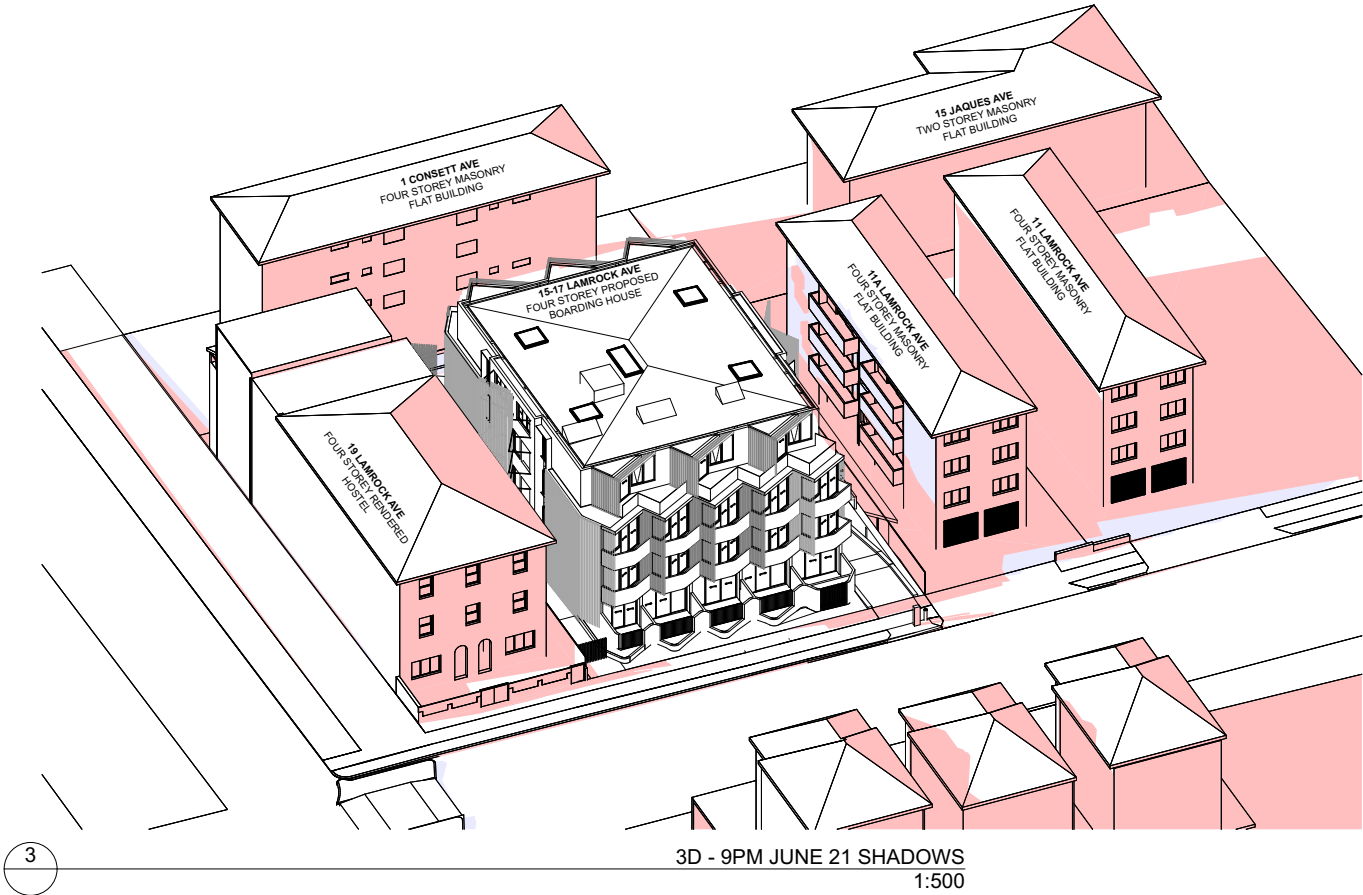 15 JAQUES AVE
TWO STOREY MASONRY
FLAT BUILDING
1 CONSETT AVE
FOUR STOREY MASONRY
FLAT BUILDING
11 LAMROCK AVE
FOUR STOREY MASONRY
FLAT BUILDING
11A LAMROCK AVE
FOUR STOREY MASONRY
FLAT BUILDING
15-17 LAMROCK AVE
FOUR STOREY PROPOSED
BOARDING HOUSE
19 LAMROCK AVE
FOUR STOREY RENDERED
HOSTEL
3
3D - 9PM JUNE 21 SHADOWS
1:500